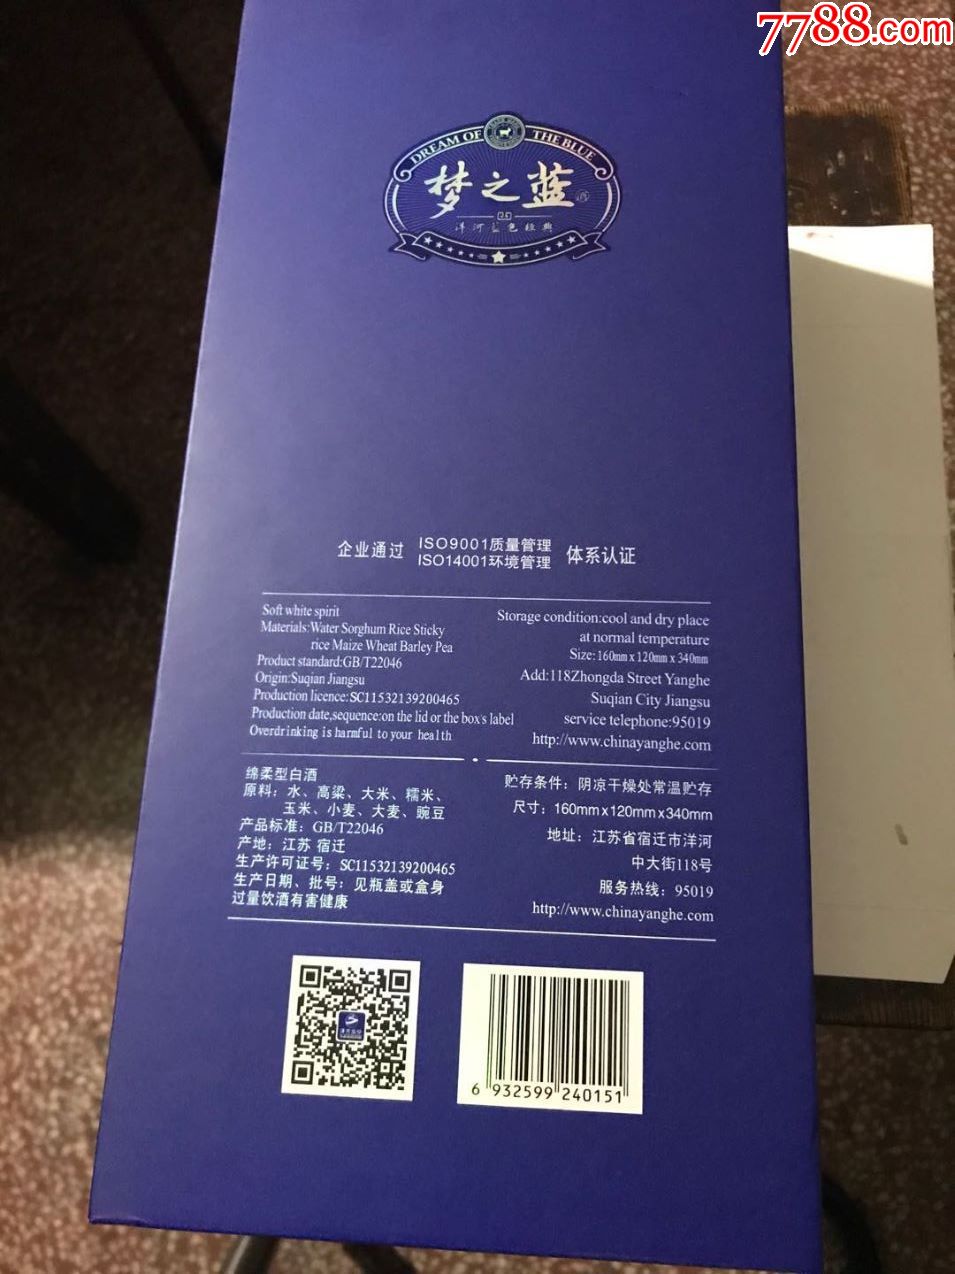 7788.com
DREAM OF THE BLUE
梦之蓝
洋河蓝色经典
企业通过 ISO9001质量管理 体系认证
ISO14001环境管理
Soft white spirit
Materials:Water Sorghum Rice Sticky
rice Maize Wheat Barley Pea
Product standard:GB/T22046
Origin:Suqian Jiangsu
Production licence:SC11532139200465
Production date,sequence:on the lid or the box's label
Overdrinking is harmful to your health
Storage condition:cool and dry place
at normal temperature
Size:160mm x 120mm x 340mm
Add:118Zhongda Street Yanghe
Suqian City Jiangsu
service telephone:95019
http://www.chinayanghe.com
绵柔型白酒
原料：水、高粱、大米、糯米、
玉米、小麦、大麦、豌豆
产品标准：GB/T22046
产地：江苏 宿迁
生产许可证号：SC11532139200465
生产日期、批号：见瓶盖或盒身
过量饮酒有害健康
贮存条件：阴凉干燥处常温贮存
尺寸：160mm x 120mm x 340mm
地址：江苏省宿迁市洋河
中大街118号
服务热线：95019
http://www.chinayanghe.com
6 932599 240151